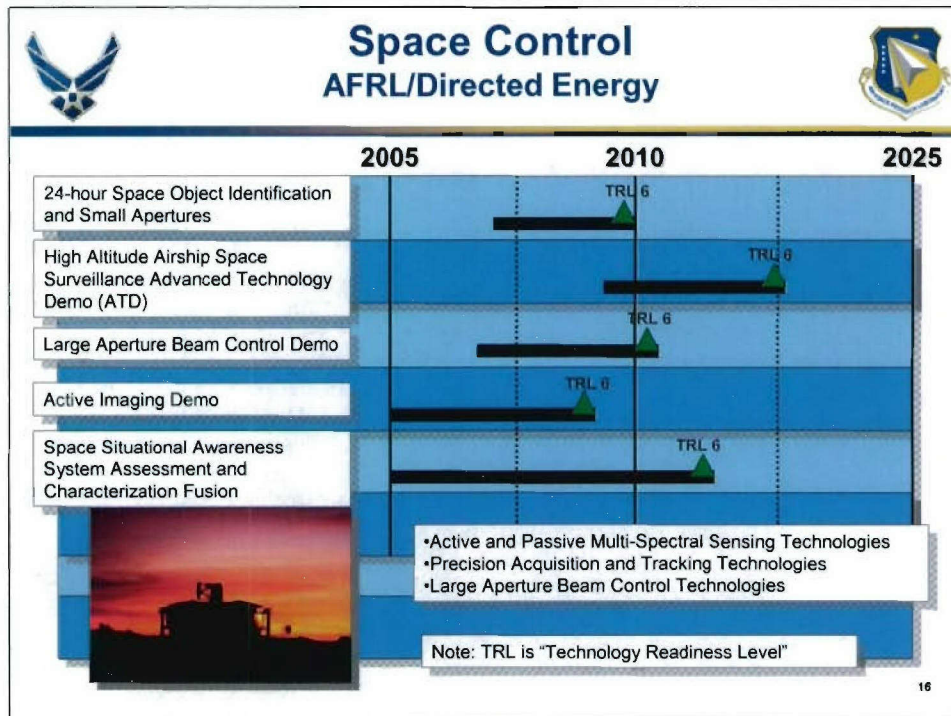 Space Control
AFRL/Directed Energy
2005
2010
2025
24-hour Space Object Identification
and Small Apertures
TRL 6
High Altitude Airship Space
Surveillance Advanced Technology
Demo (ATD)
TRL 6
Large Aperture Beam Control Demo
TRL 6
Active Imaging Demo
TRL 6
Space Situational Awareness
System Assessment and
Characterization Fusion
TRL 6
•Active and Passive Multi-Spectral Sensing Technologies
•Precision Acquisition and Tracking Technologies
•Large Aperture Beam Control Technologies
Note: TRL is “Technology Readiness Level”
16